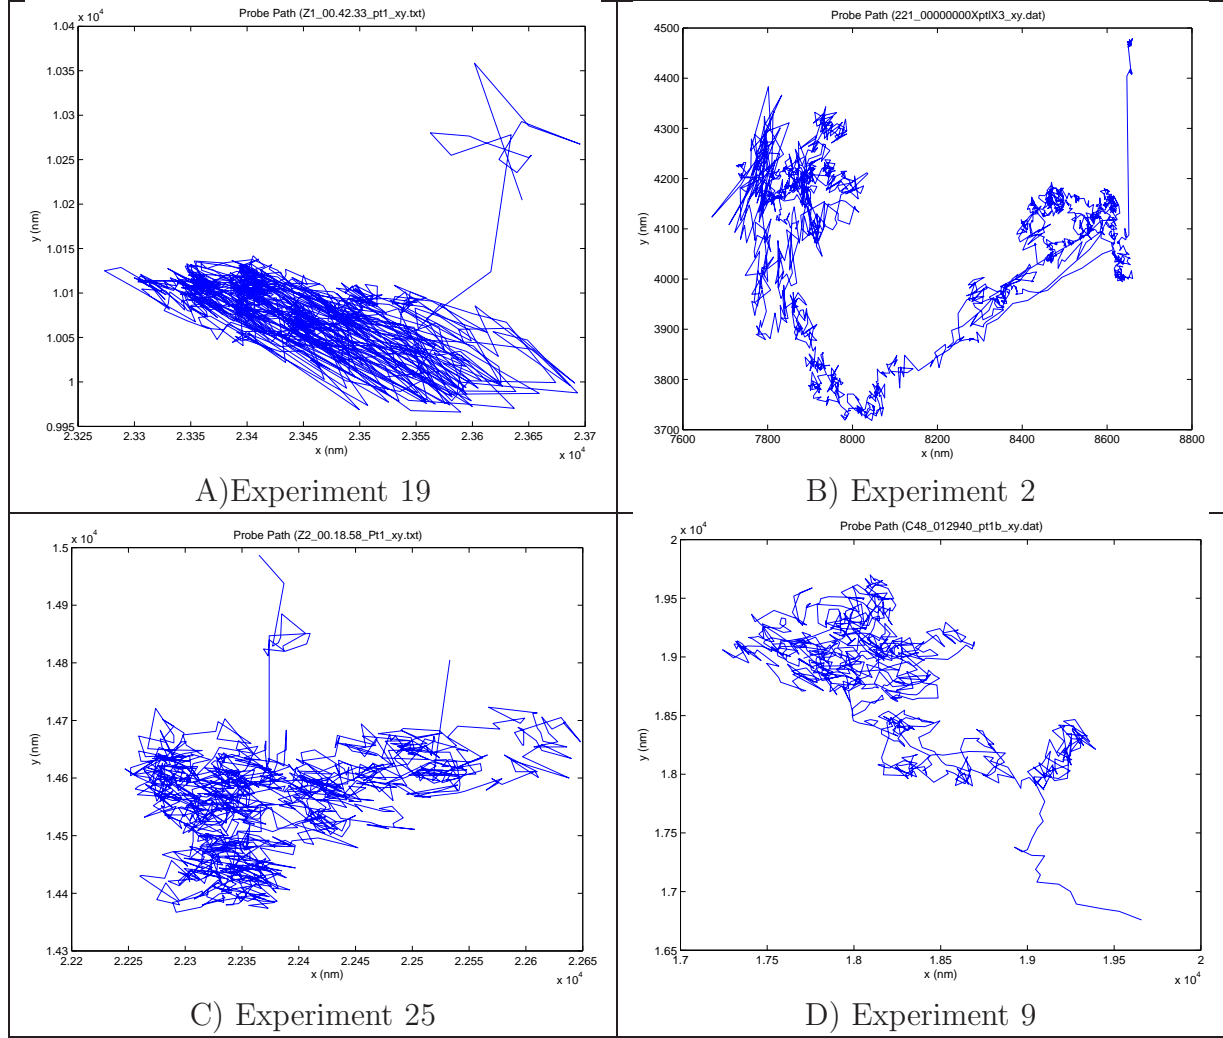 Probe Path (Z1_00.42.33_pt1_xy.txt)
x 10^4
1.04
1.035
1.03
1.025
1.02
1.015
1.01
1.005
1
0.995
y (nm)
2.325 2.33 2.335 2.34 2.345 2.35 2.355 2.36 2.365 2.37
x (nm)
x 10^4
A)Experiment 19
Probe Path (221_00000000XptIX3_xy.dat)
4500
4400
4300
4200
4100
4000
3900
3800
3700
y (nm)
7600 7800 8000 8200 8400 8600 8800
x (nm)
B) Experiment 2
Probe Path (Z2_00.18.58_Pt1_xy.txt)
x 10^4
1.5
1.49
1.48
1.47
1.46
1.45
1.44
1.43
y (nm)
2.22 2.225 2.23 2.235 2.24 2.245 2.25 2.255 2.26 2.265
x (nm)
x 10^4
C) Experiment 25
Probe Path (C48_012940_pt1b_xy.dat)
x 10^4
2
1.95
1.9
1.85
1.8
1.75
1.7
1.65
y (nm)
1.7 1.75 1.8 1.85 1.9 1.95 2
x (nm)
x 10^4
D) Experiment 9